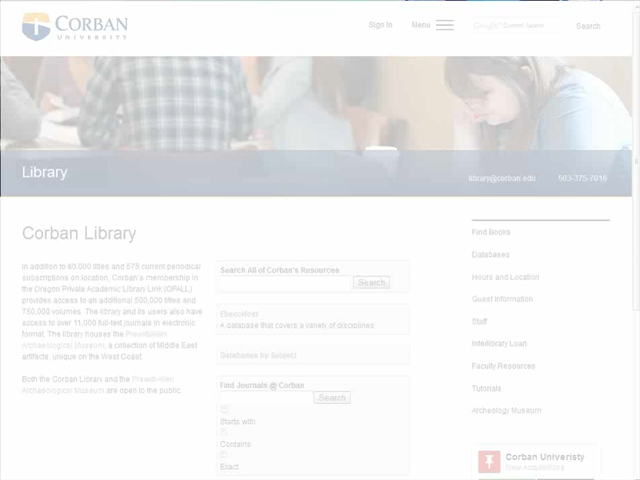 CORBAN
UNIVERSITY
Sign In
Menu
Search
Library
library@corban.edu
503-375-7016
Corban Library
In addition to 80,000 titles and 575 current periodical
subscriptions on location, Corban's membership in
the Oregon Private Academic Library Link (OPALL)
provides access to an additional 500,000 titles and
750,000 volumes. The library and its users also have
access to over 11,000 full-text journals in electronic
format. The library houses the Prewitt-Allen
Archaeological Museum, a collection of Middle East
artifacts, unique on the West Coast.
Both the Corban Library and the Prewitt-Allen
Archaeological Museum are open to the public.
Search All of Corban's Resources
Search
EbscoHost
A database that covers a variety of disciplines
Databases by Subject
Find Journals @ Corban
Search
Starts with
Contains
Exact
Find Books
Databases
Hours and Location
Guest Information
Staff
Interlibrary Loan
Faculty Resources
Tutorials
Archeology Museum
Corban Univeristy
New Acquisitions